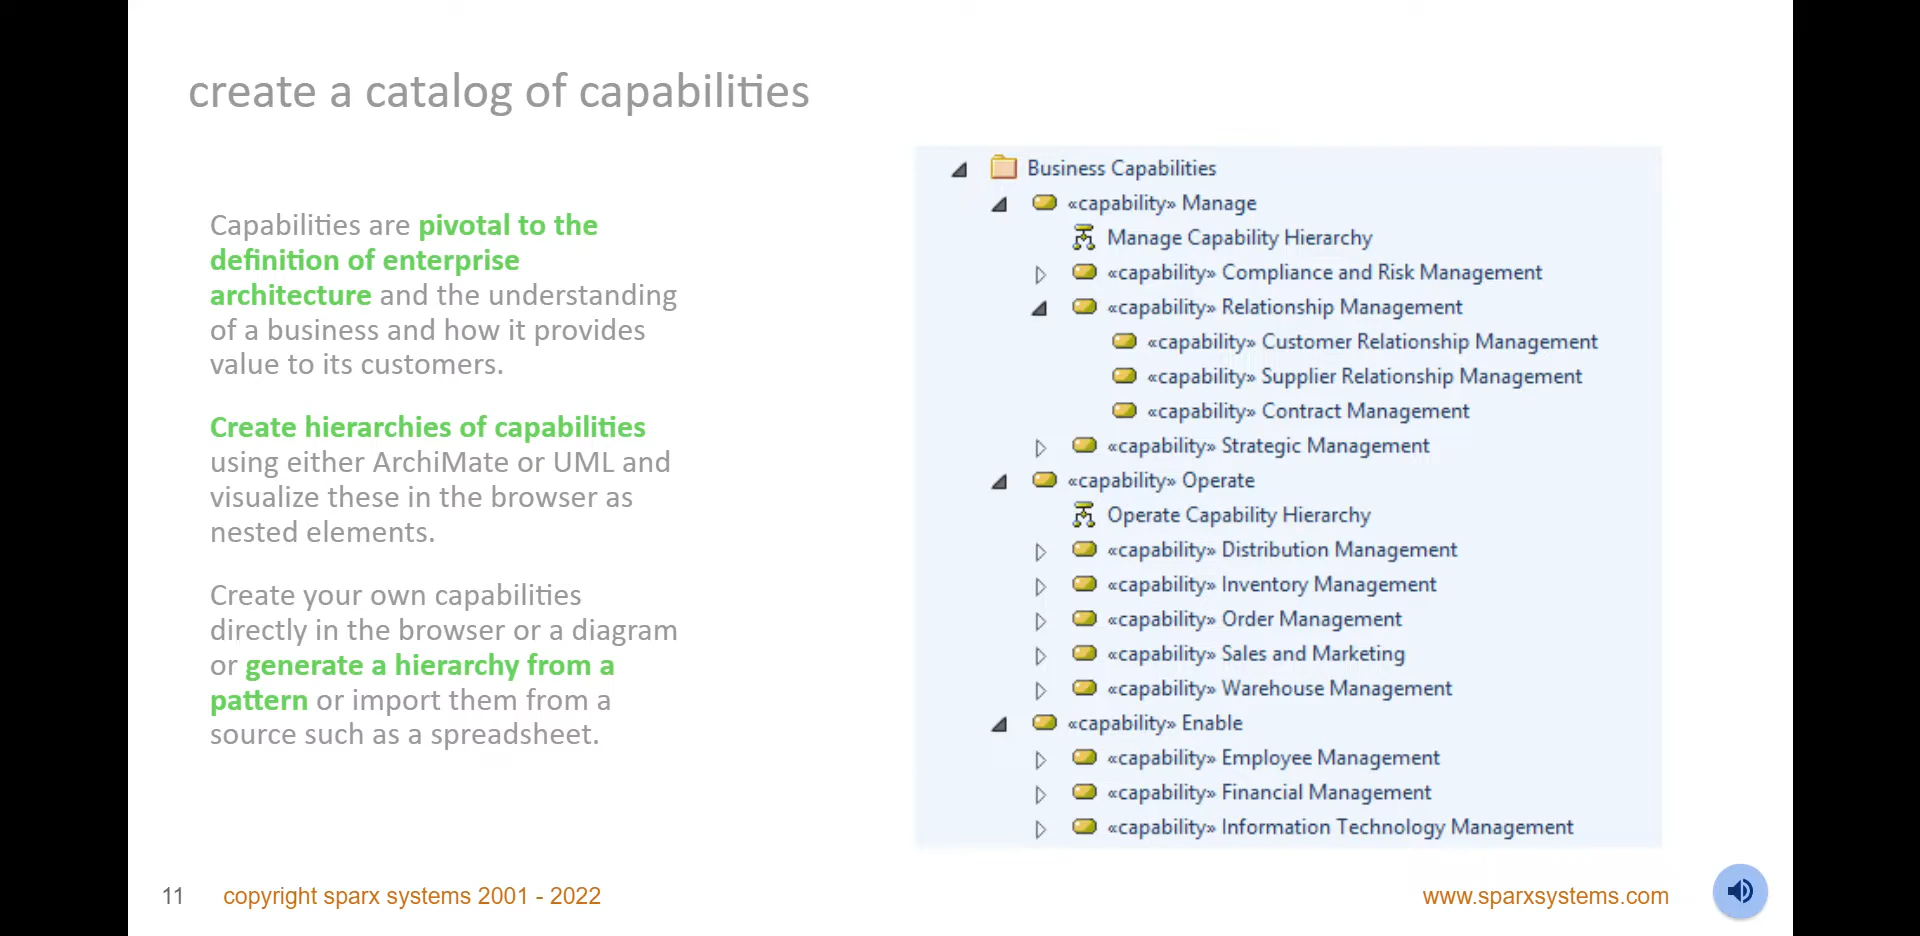 create a catalog of capabilities
Capabilities are pivotal to the
definition of enterprise
architecture and the understanding
of a business and how it provides
value to its customers.
Create hierarchies of capabilities
using either ArchiMate or UML and
visualize these in the browser as
nested elements.
Create your own capabilities
directly in the browser or a diagram
or generate a hierarchy from a
pattern or import them from a
source such as a spreadsheet.
Business Capabilities
«capability» Manage
Manage Capability Hierarchy
«capability» Compliance and Risk Management
«capability» Relationship Management
«capability» Customer Relationship Management
«capability» Supplier Relationship Management
«capability» Contract Management
«capability» Strategic Management
«capability» Operate
Operate Capability Hierarchy
«capability» Distribution Management
«capability» Inventory Management
«capability» Order Management
«capability» Sales and Marketing
«capability» Warehouse Management
«capability» Enable
«capability» Employee Management
«capability» Financial Management
«capability» Information Technology Management
11 copyright sparx systems 2001 - 2022
www.sparxsystems.com